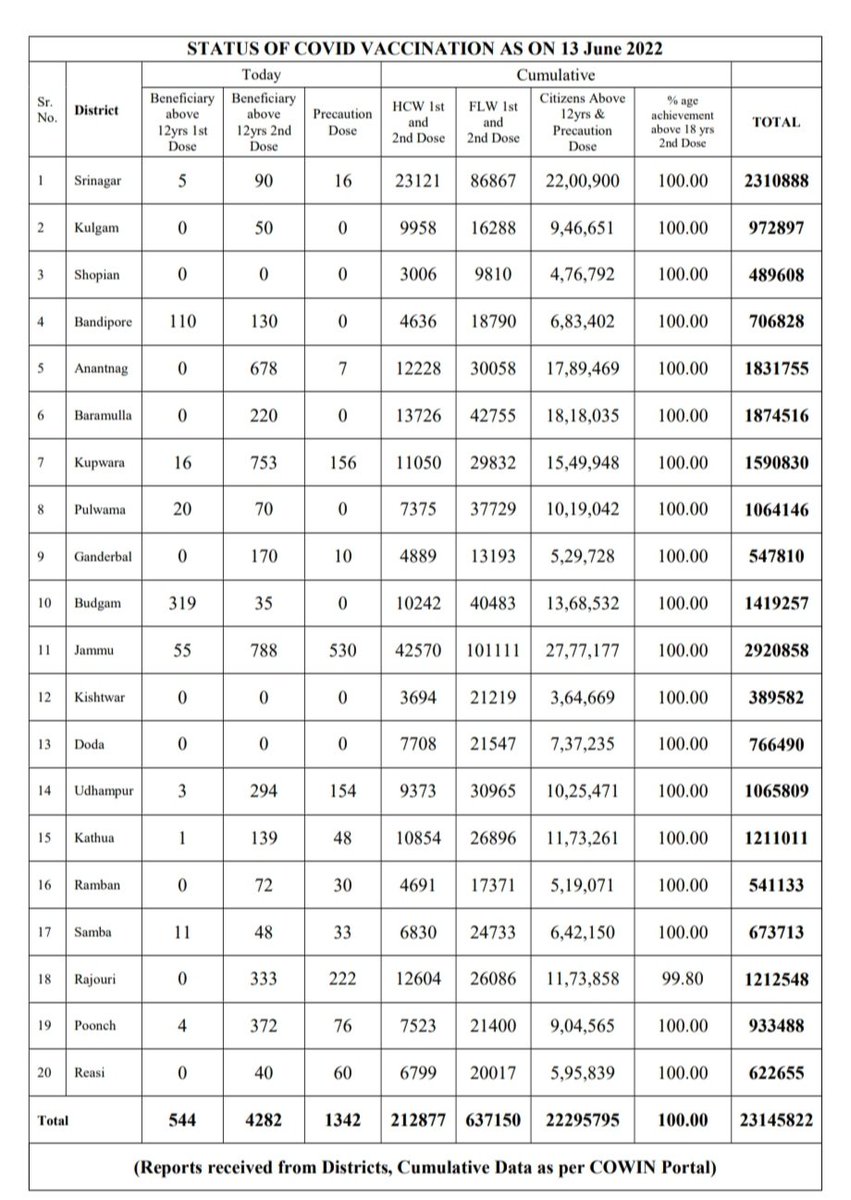 STATUS OF COVID VACCINATION AS ON 13 June 2022
Sr. No. District Today Cumulative
Beneficiary above 12yrs 1st Dose Beneficiary above 12yrs 2nd Dose Precaution Dose HCW 1st and 2nd Dose FLW 1st and 2nd Dose Citizens Above 12yrs & Precaution Dose % age achievement above 18 yrs 2nd Dose TOTAL
1 Srinagar 5 90 16 23121 86867 22,00,900 100.00 2310888
2 Kulgam 0 50 0 9958 16288 9,46,651 100.00 972897
3 Shopian 0 0 0 3006 9810 4,76,792 100.00 489608
4 Bandipore 110 130 0 4636 18790 6,83,402 100.00 706828
5 Anantnag 0 678 7 12228 30058 17,89,469 100.00 1831755
6 Baramulla 0 220 0 13726 42755 18,18,035 100.00 1874516
7 Kupwara 16 753 156 11050 29832 15,49,948 100.00 1590830
8 Pulwama 20 70 0 7375 37729 10,19,042 100.00 1064146
9 Ganderbal 0 170 10 4889 13193 5,29,728 100.00 547810
10 Budgam 319 35 0 10242 40483 13,68,532 100.00 1419257
11 Jammu 55 788 530 42570 101111 27,77,177 100.00 2920858
12 Kishtwar 0 0 0 3694 21219 3,64,669 100.00 389582
13 Doda 0 0 0 7708 21547 7,37,235 100.00 766490
14 Udhampur 3 294 154 9373 30965 10,25,471 100.00 1065809
15 Kathua 1 139 48 10854 26896 11,73,261 100.00 1211011
16 Ramban 0 72 30 4691 17371 5,19,071 100.00 541133
17 Samba 11 48 33 6830 24733 6,42,150 100.00 673713
18 Rajouri 0 333 222 12604 26086 11,73,858 99.80 1212548
19 Poonch 4 372 76 7523 21400 9,04,565 100.00 933488
20 Reasi 0 40 60 6799 20017 5,95,839 100.00 622655
Total 544 4282 1342 212877 637150 22295795 100.00 23145822
(Reports received from Districts, Cumulative Data as per COWIN Portal)